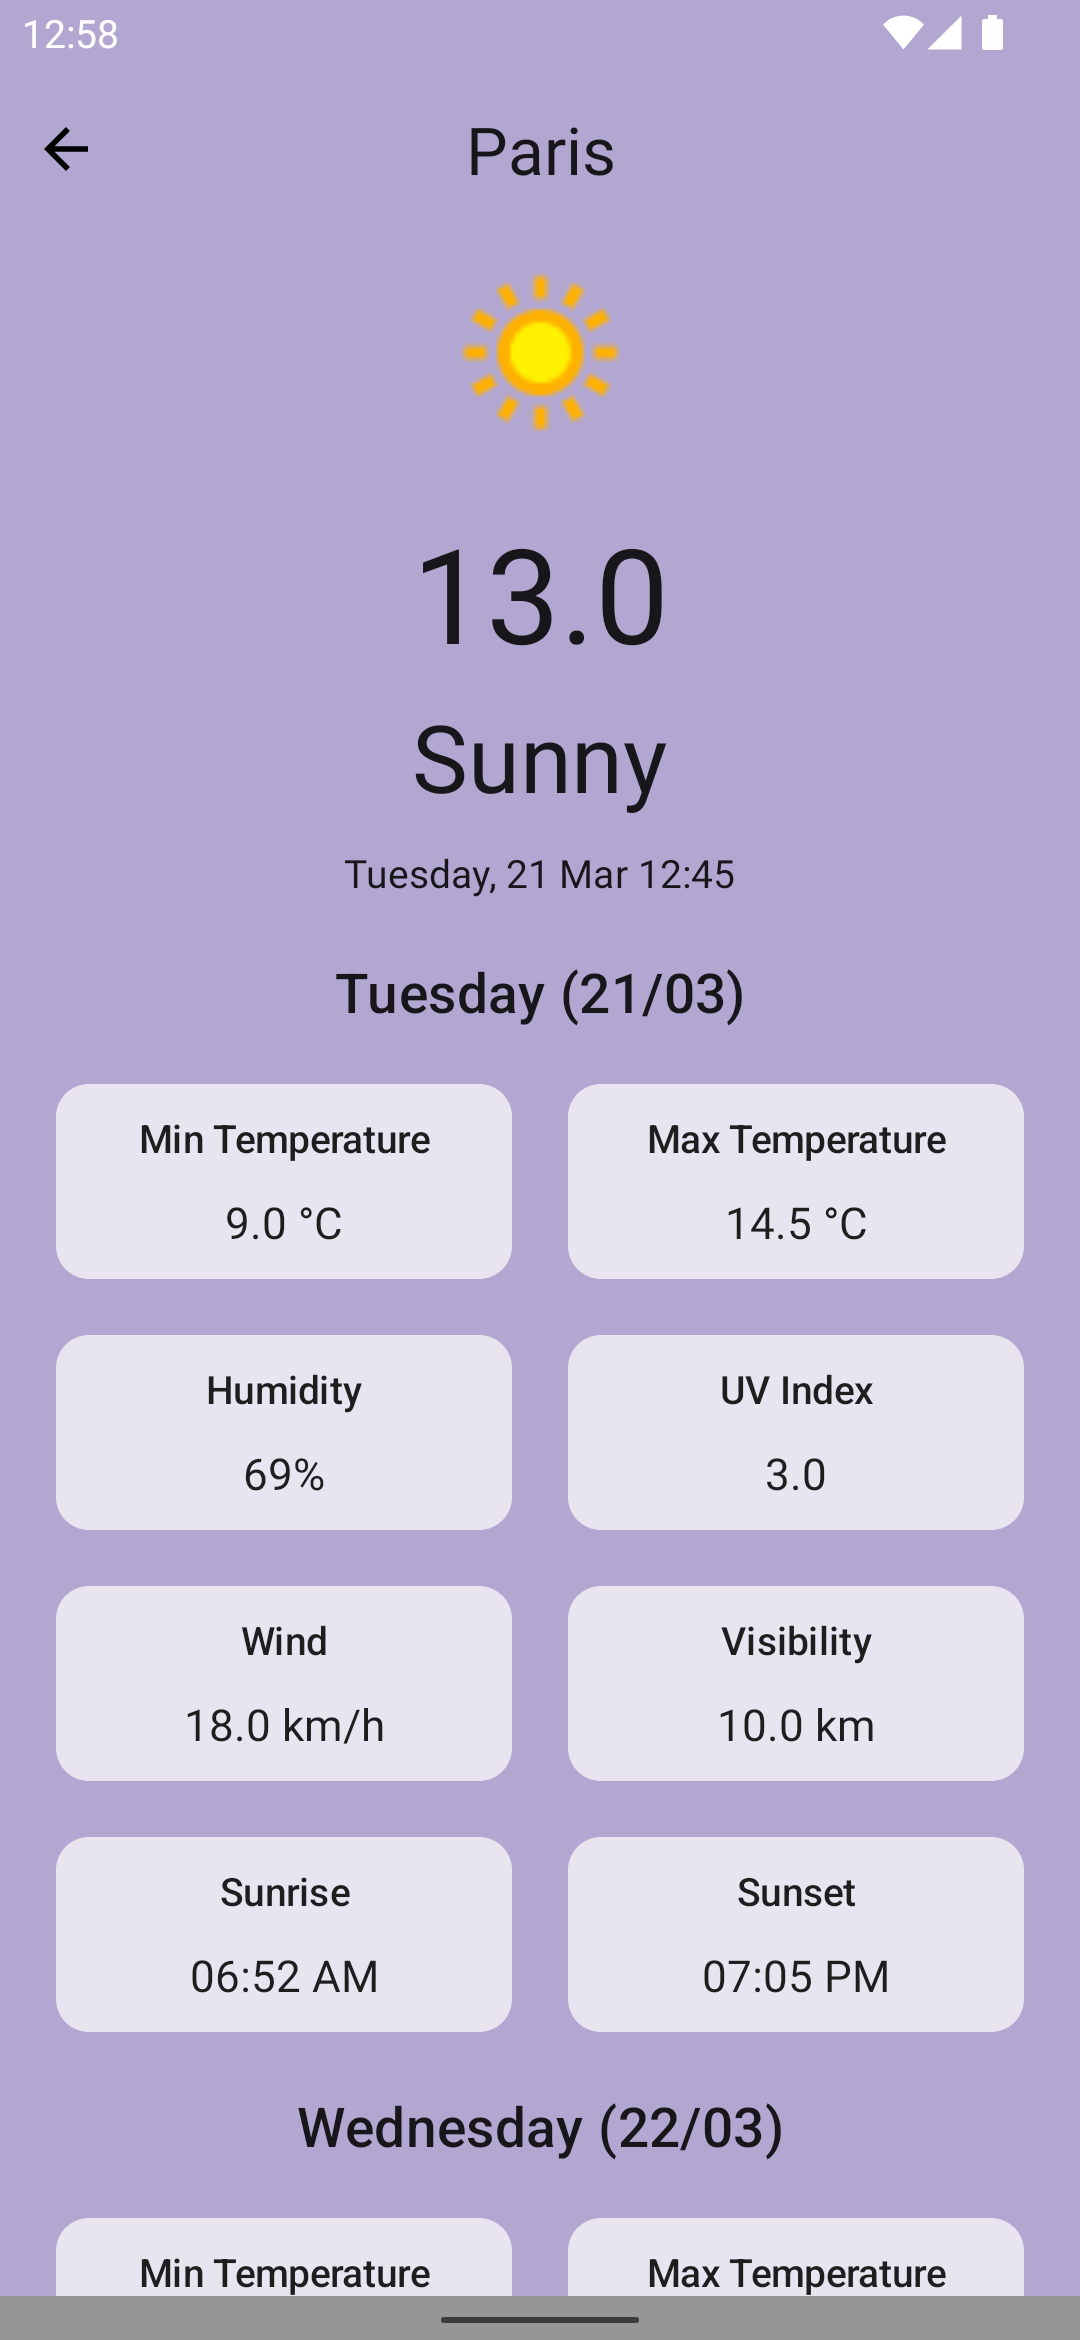 12:58
Paris
13.0
Sunny
Tuesday, 21 Mar 12:45
Tuesday (21/03)
Min Temperature
9.0 °C
Max Temperature
14.5 °C
Humidity
69%
UV Index
3.0
Wind
18.0 km/h
Visibility
10.0 km
Sunrise
06:52 AM
Sunset
07:05 PM
Wednesday (22/03)
Min Temperature
Max Temperature